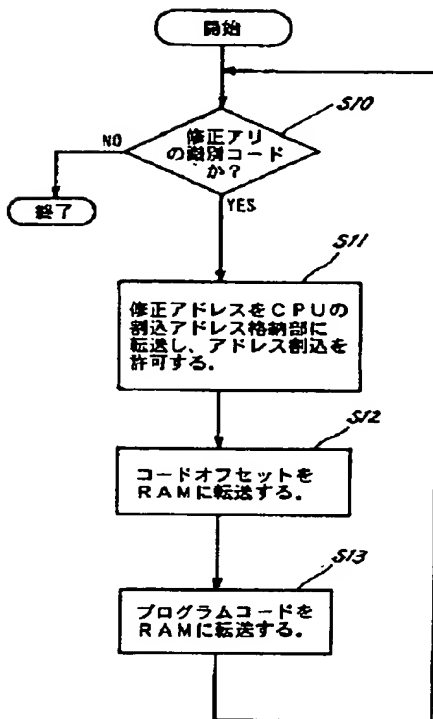 開始
S10
修正アリ
の識別コード
か?
NO
終了
YES
S11
修正アドレスをCPUの
割込アドレス格納部に
転送し、アドレス割込を
許可する。
S12
コードオフセットを
RAMに転送する。
S13
プログラムコードを
RAMに転送する。